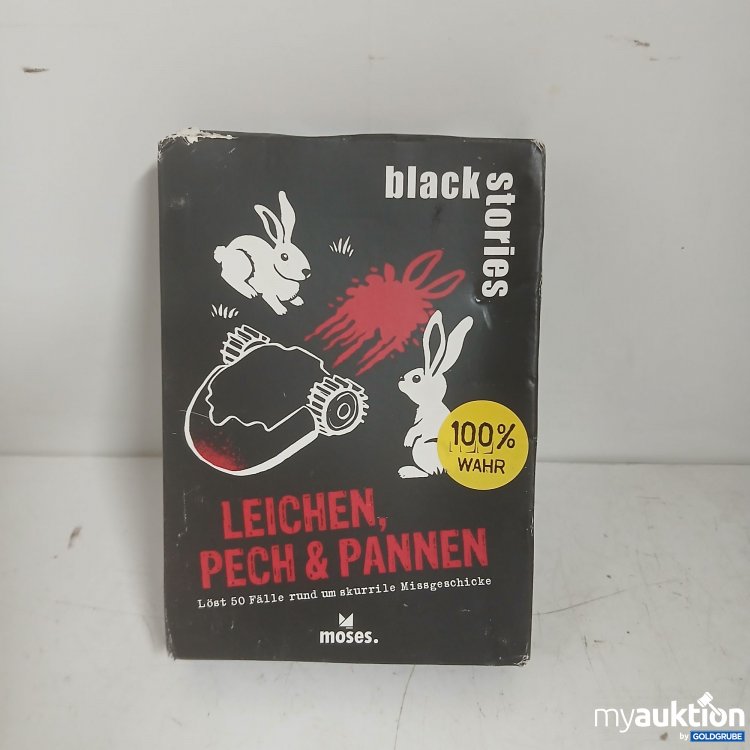 black
stories
100%
WAHR
LEICHEN,
PECH & PANNEN
Löst 50 Fälle rund um skurrile Missgeschicke
moses.
myauktion
by GOLDGRUBE